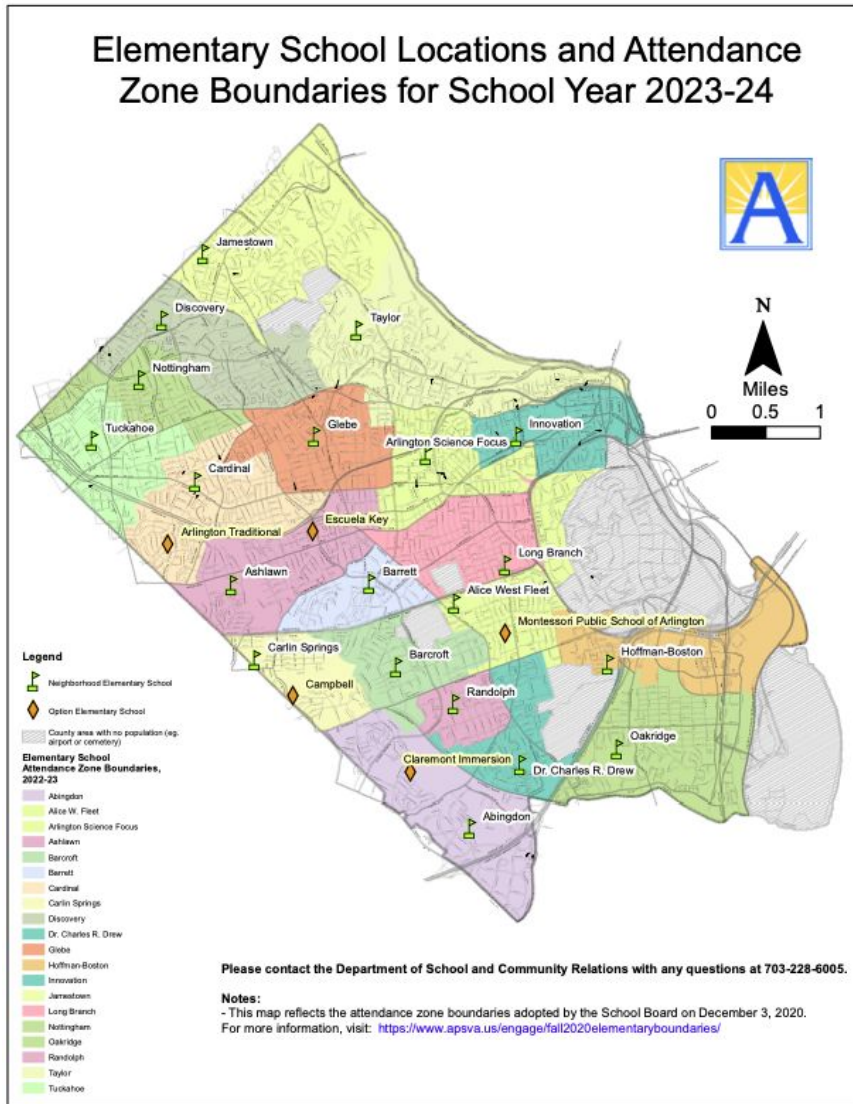 Elementary School Locations and Attendance
Zone Boundaries for School Year 2023-24
A
N
Miles
0 0.5 1
Jamestown
Discovery
Taylor
Nottingham
Tuckahoe
Glebe
Innovation
Arlington Science Focus
Cardinal
Escuela Key
Arlington Traditional
Long Branch
Ashlawn
Barrett
Alice West Fleet
Montessori Public School of Arlington
Carlin Springs
Barcroft
Hoffman-Boston
Campbell
Randolph
Oakridge
Claremont Immersion
Dr. Charles R. Drew
Abingdon
Legend
Neighborhood Elementary School
Option Elementary School
County area with no population (eg.
airport or cemetery)
Elementary School
Attendance Zone Boundaries,
2022-23
Abingdon
Alice W. Fleet
Arlington Science Focus
Ashlawn
Barcroft
Barrett
Cardinal
Carlin Springs
Discovery
Dr. Charles R. Drew
Glebe
Hoffman-Boston
Innovation
Jamestown
Long Branch
Nottingham
Oakridge
Randolph
Taylor
Tuckahoe
Please contact the Department of School and Community Relations with any questions at 703-228-6005.
Notes:
- This map reflects the attendance zone boundaries adopted by the School Board on December 3, 2020.
For more information, visit: https://www.apsva.us/engage/fall2020elementaryboundaries/